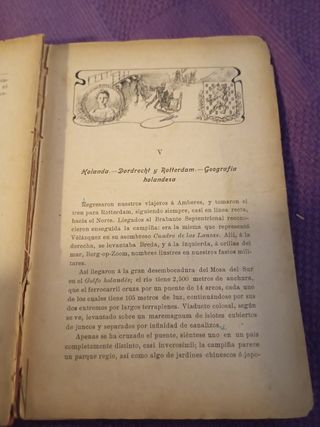 V
Holanda.—Dordrecht y Rotterdam.—Geografía
holandesa
Regresaron nuestros viajeros á Amberes, y tomaron el
tren para Rotterdam, siguiendo siempre, casi en línea recta,
hacia el Norte. Llegados al Brabante Septentrional recono-
cieron enseguida la campiña: era la misma que representó
Velázquez en su asombroso Cuadro de las Lanzas. Allí, á la
derecha, se levantaba Breda, y á la izquierda, á orillas del
mar, Berg-op-Zoom, nombres ilustres en nuestros fastos mili-
tares.
Así llegaron á la gran desembocadura del Mosa del Sur
en el Golfo holandés; el río tiene 2,500 metros de anchura,
que el ferrocarril cruza por un puente de 14 arcos, cada uno
de los cuales tiene 105 metros de luz, continuándose por sus
dos extremos por largos terraplenes. Viaducto colosal, según
se ve, levantado sobre un maremagnum de islotes cubiertos
de juncos y separados por infinidad de canalizos.
Apenas se ha cruzado el puente, siéntese uno en un país
completamente distinto, casi inverosímil; la campiña parece
un parque regio, así como algo de jardines chinescos ó japo-